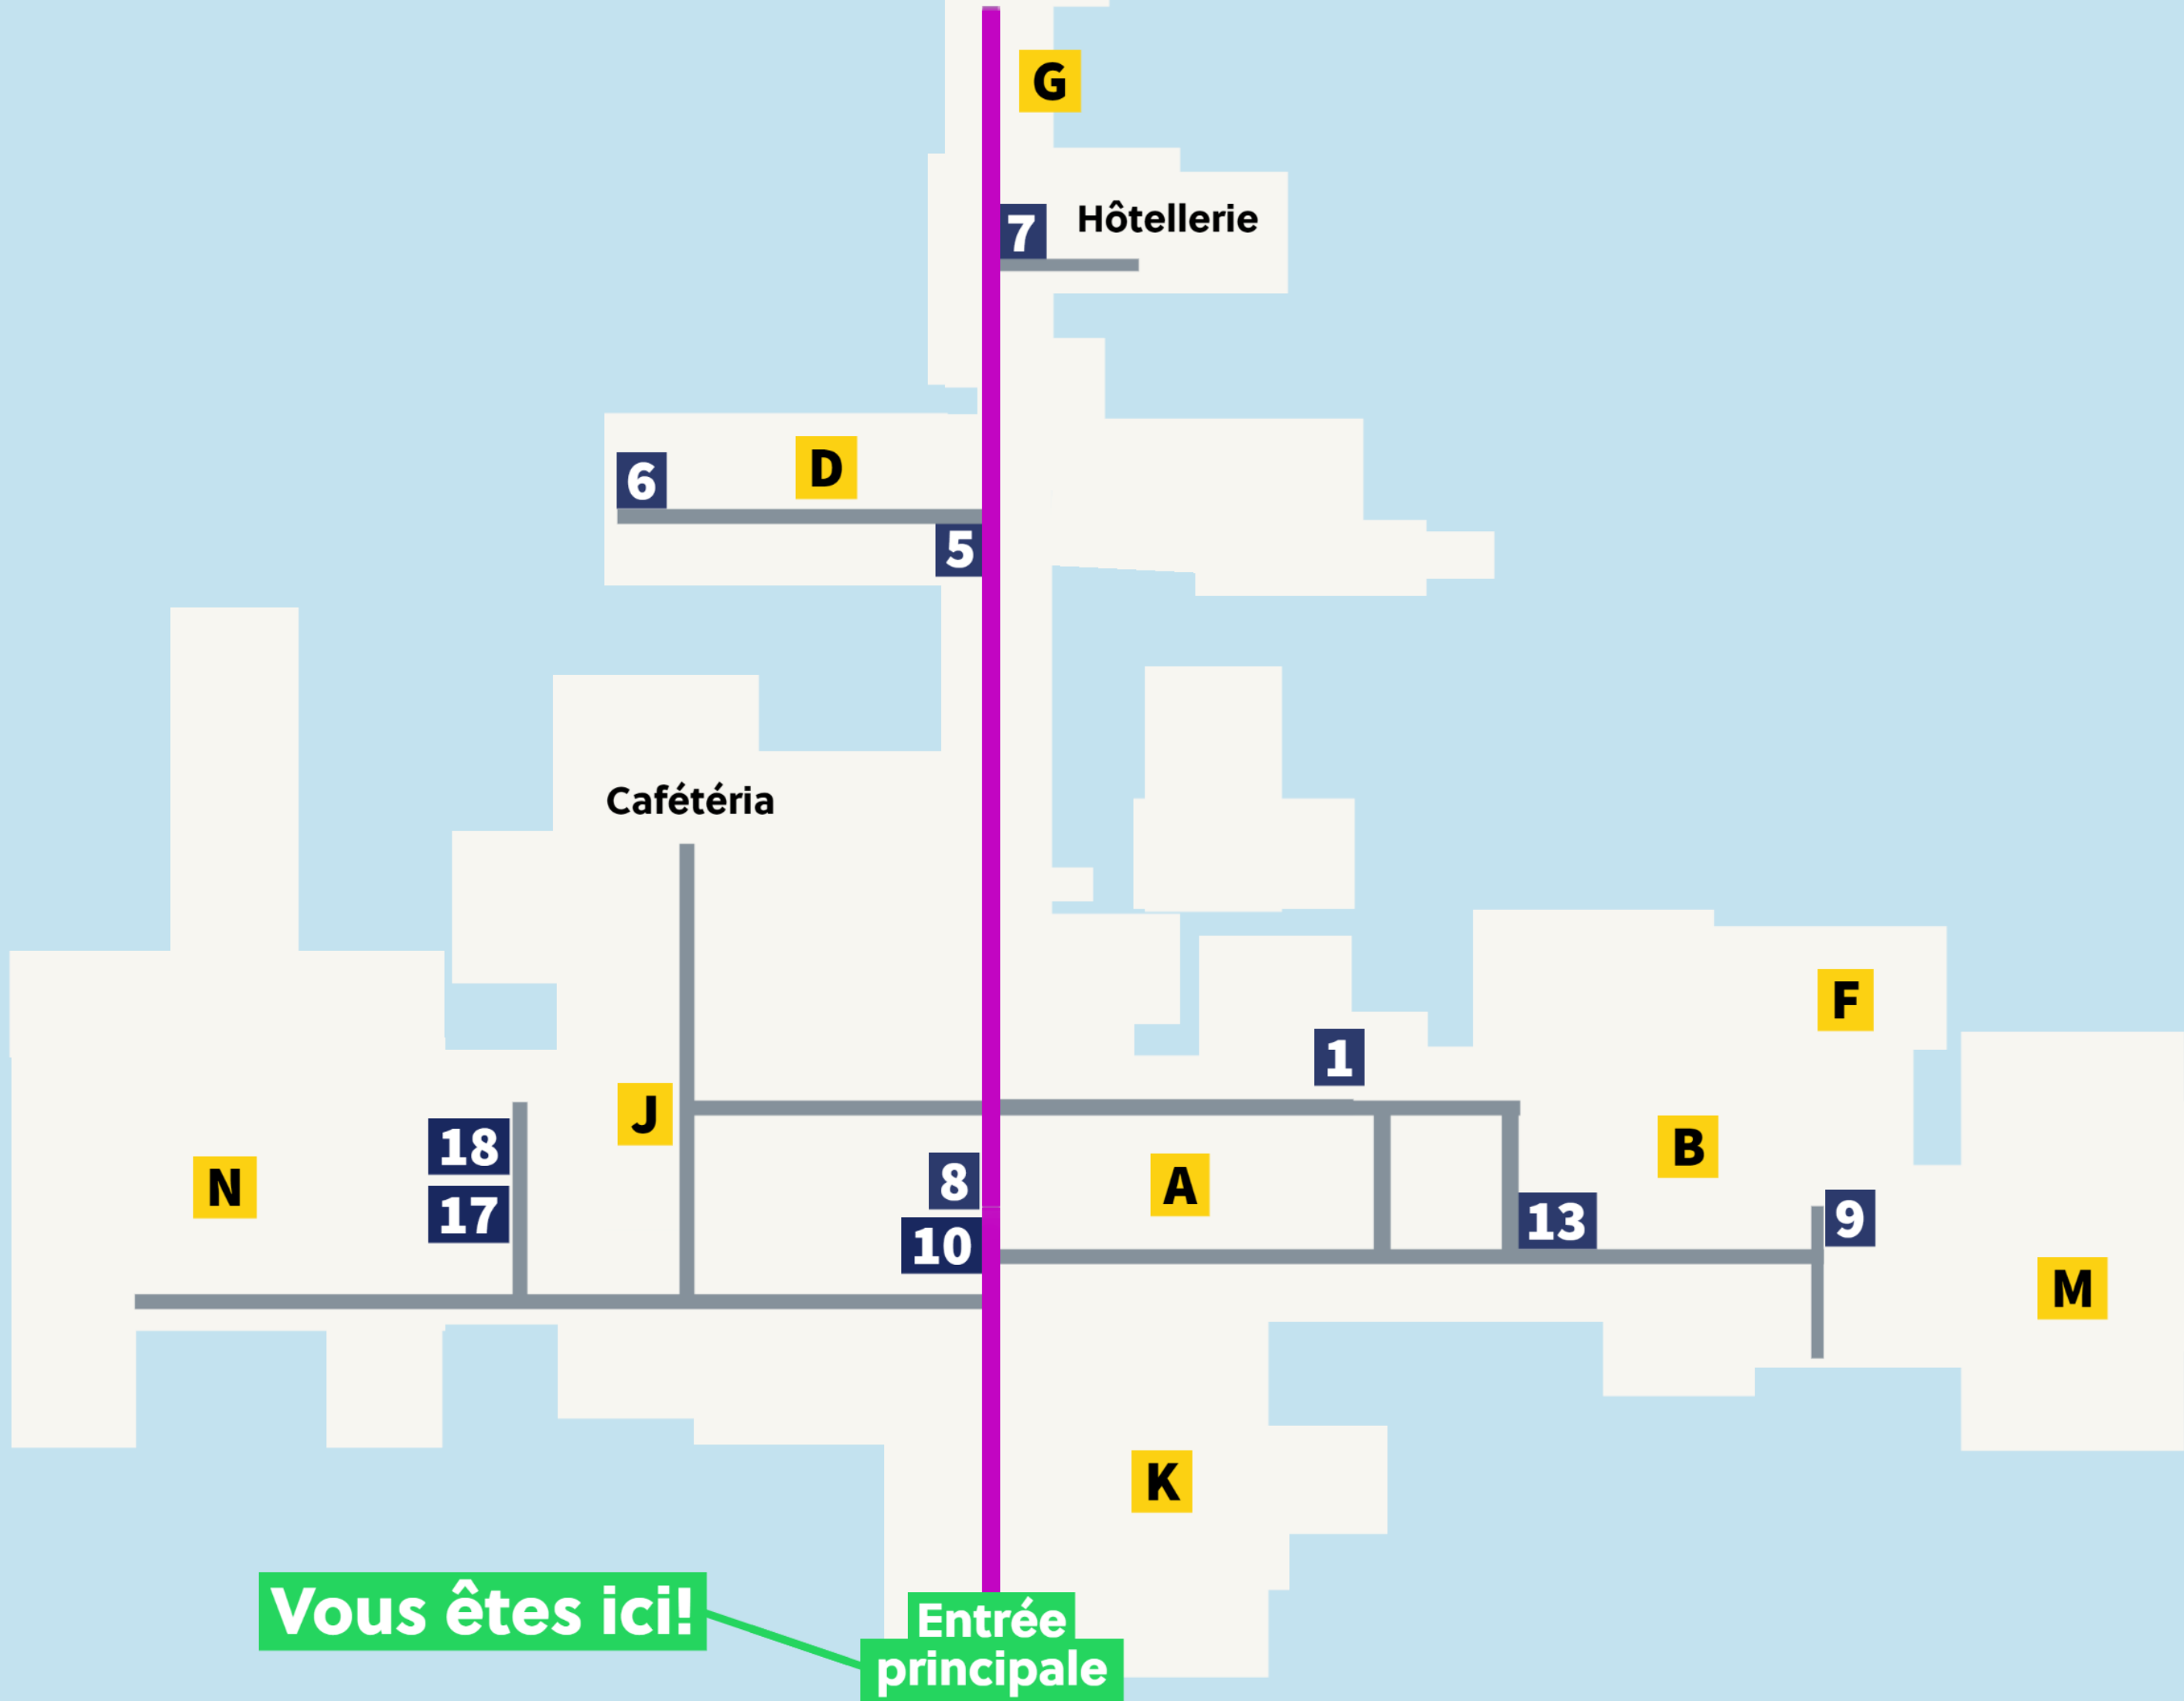 G
7
Hôtellerie
6
D
5
Cafétéria
F
1
J
18
17
N
8
10
A
B
13
9
M
K
Vous êtes ici!
Entrée
principale